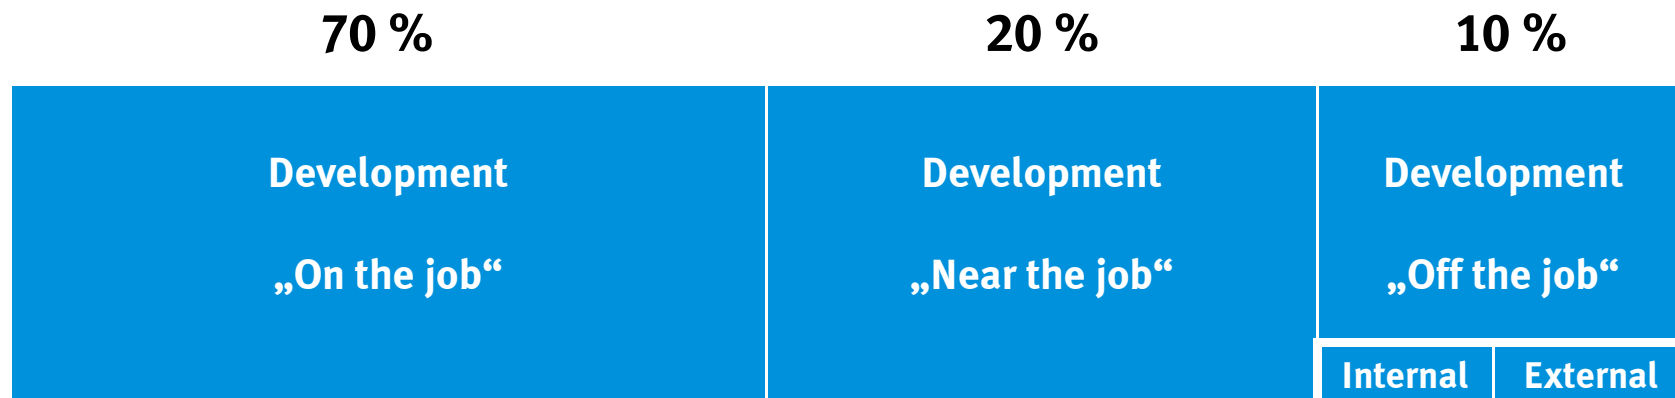 70 %
20 %
10 %
Development
„On the job“
Development
„Near the job“
Development
„Off the job“
Internal
External